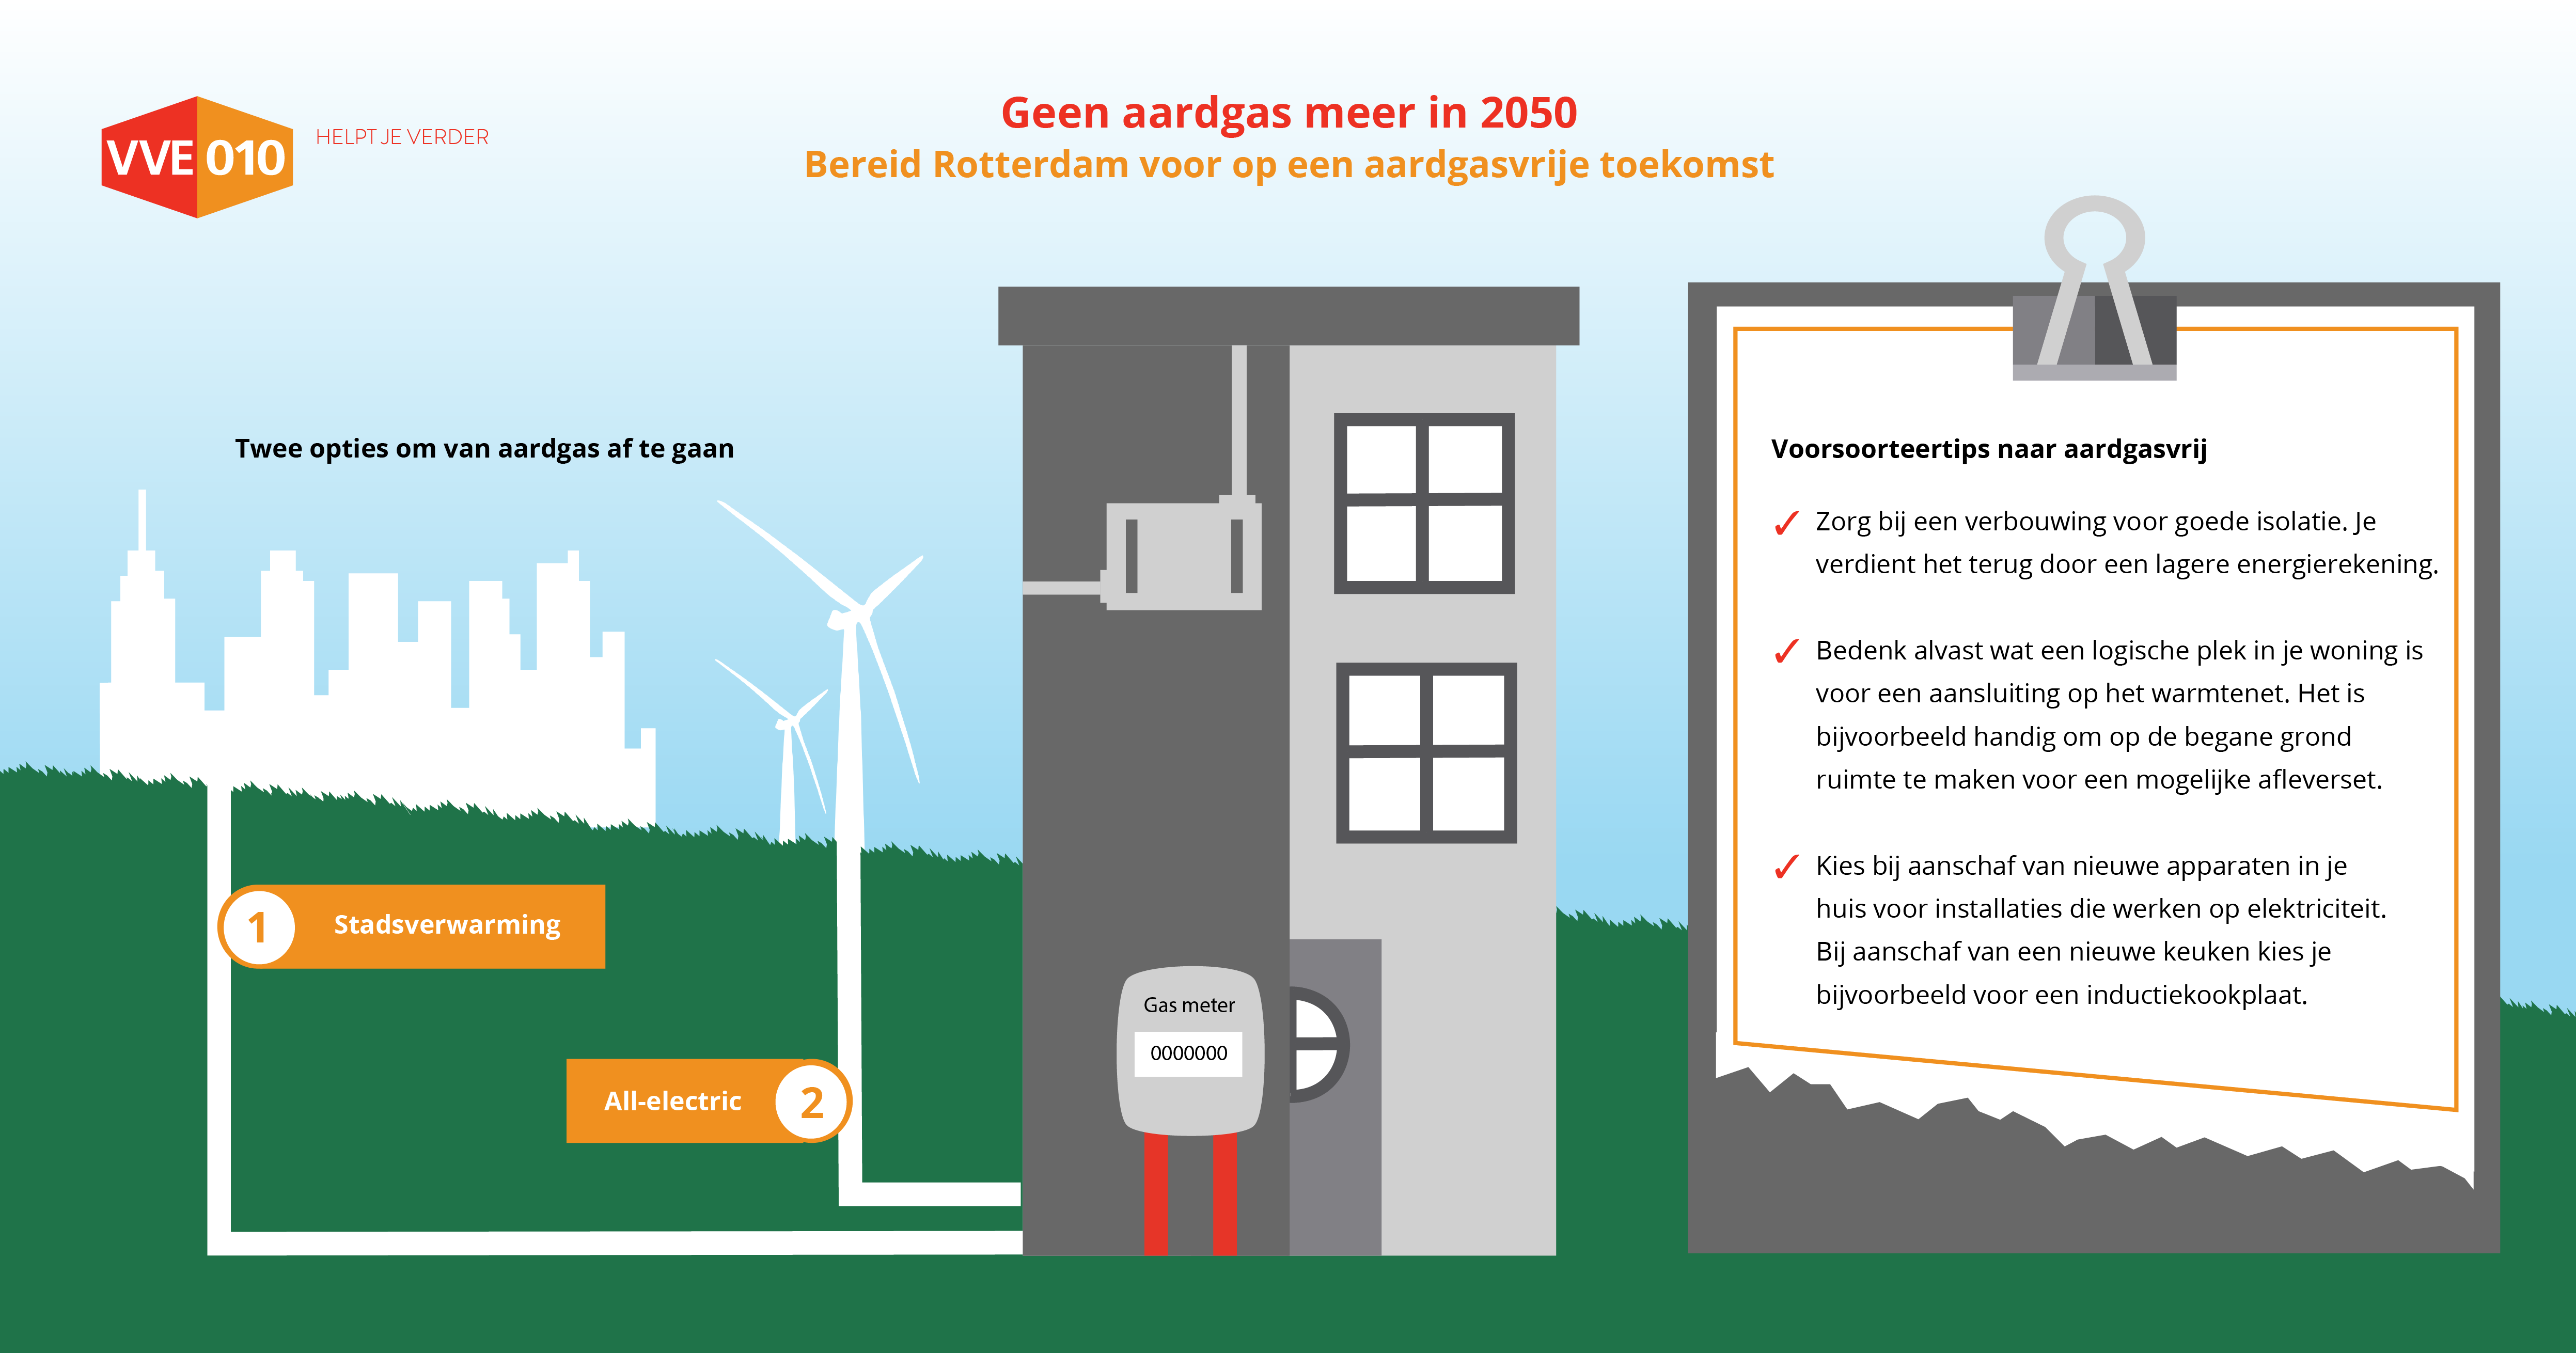 VVE 010
HELPT JE VERDER
Geen aardgas meer in 2050
Bereid Rotterdam voor op een aardgasvrije toekomst
Twee opties om van aardgas af te gaan
1 Stadsverwarming
All-electric 2
Gas meter
0000000
Voorsoorteertips naar aardgasvrij
✓ Zorg bij een verbouwing voor goede isolatie. Je
verdient het terug door een lagere energierekening.
✓ Bedenk alvast wat een logische plek in je woning is
voor een aansluiting op het warmtenet. Het is
bijvoorbeeld handig om op de begane grond
ruimte te maken voor een mogelijke afleverset.
✓ Kies bij aanschaf van nieuwe apparaten in je
huis voor installaties die werken op elektriciteit.
Bij aanschaf van een nieuwe keuken kies je
bijvoorbeeld voor een inductiekookplaat.